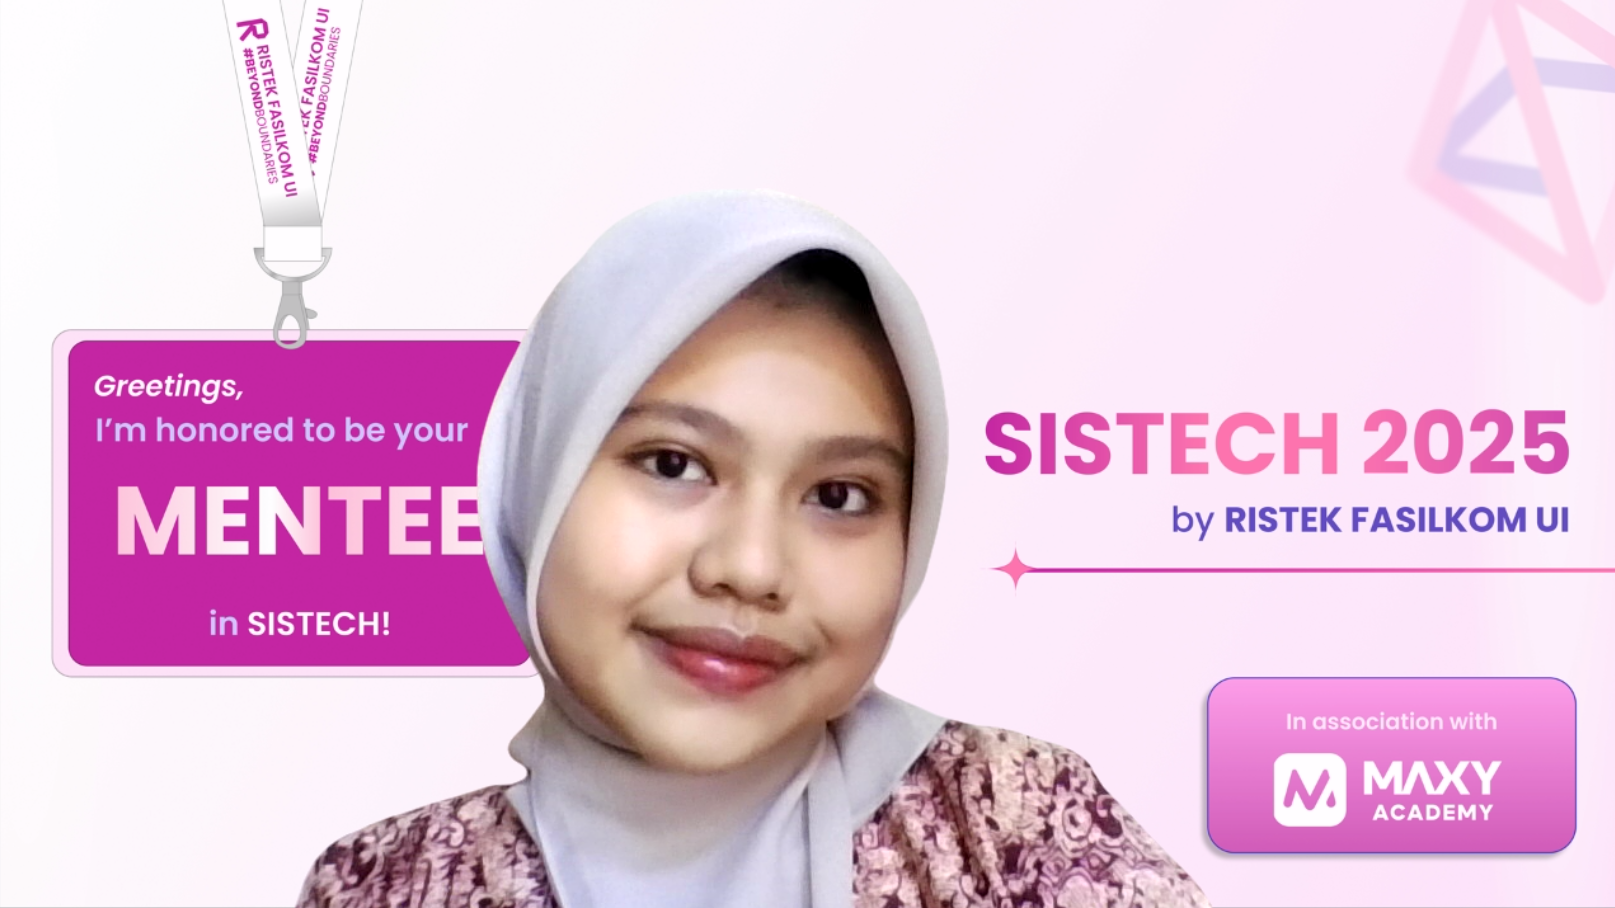 RISTEK FASILKOM UI
#BEYONDBOUNDARIES
EK FASILKOM UI
#BEYONDBOUNDARIES
Greetings,
I'm honored to be your
MENTEE
in SISTECH!
SISTECH 2025
by RISTEK FASILKOM UI
In association with
MAXY
ACADEMY